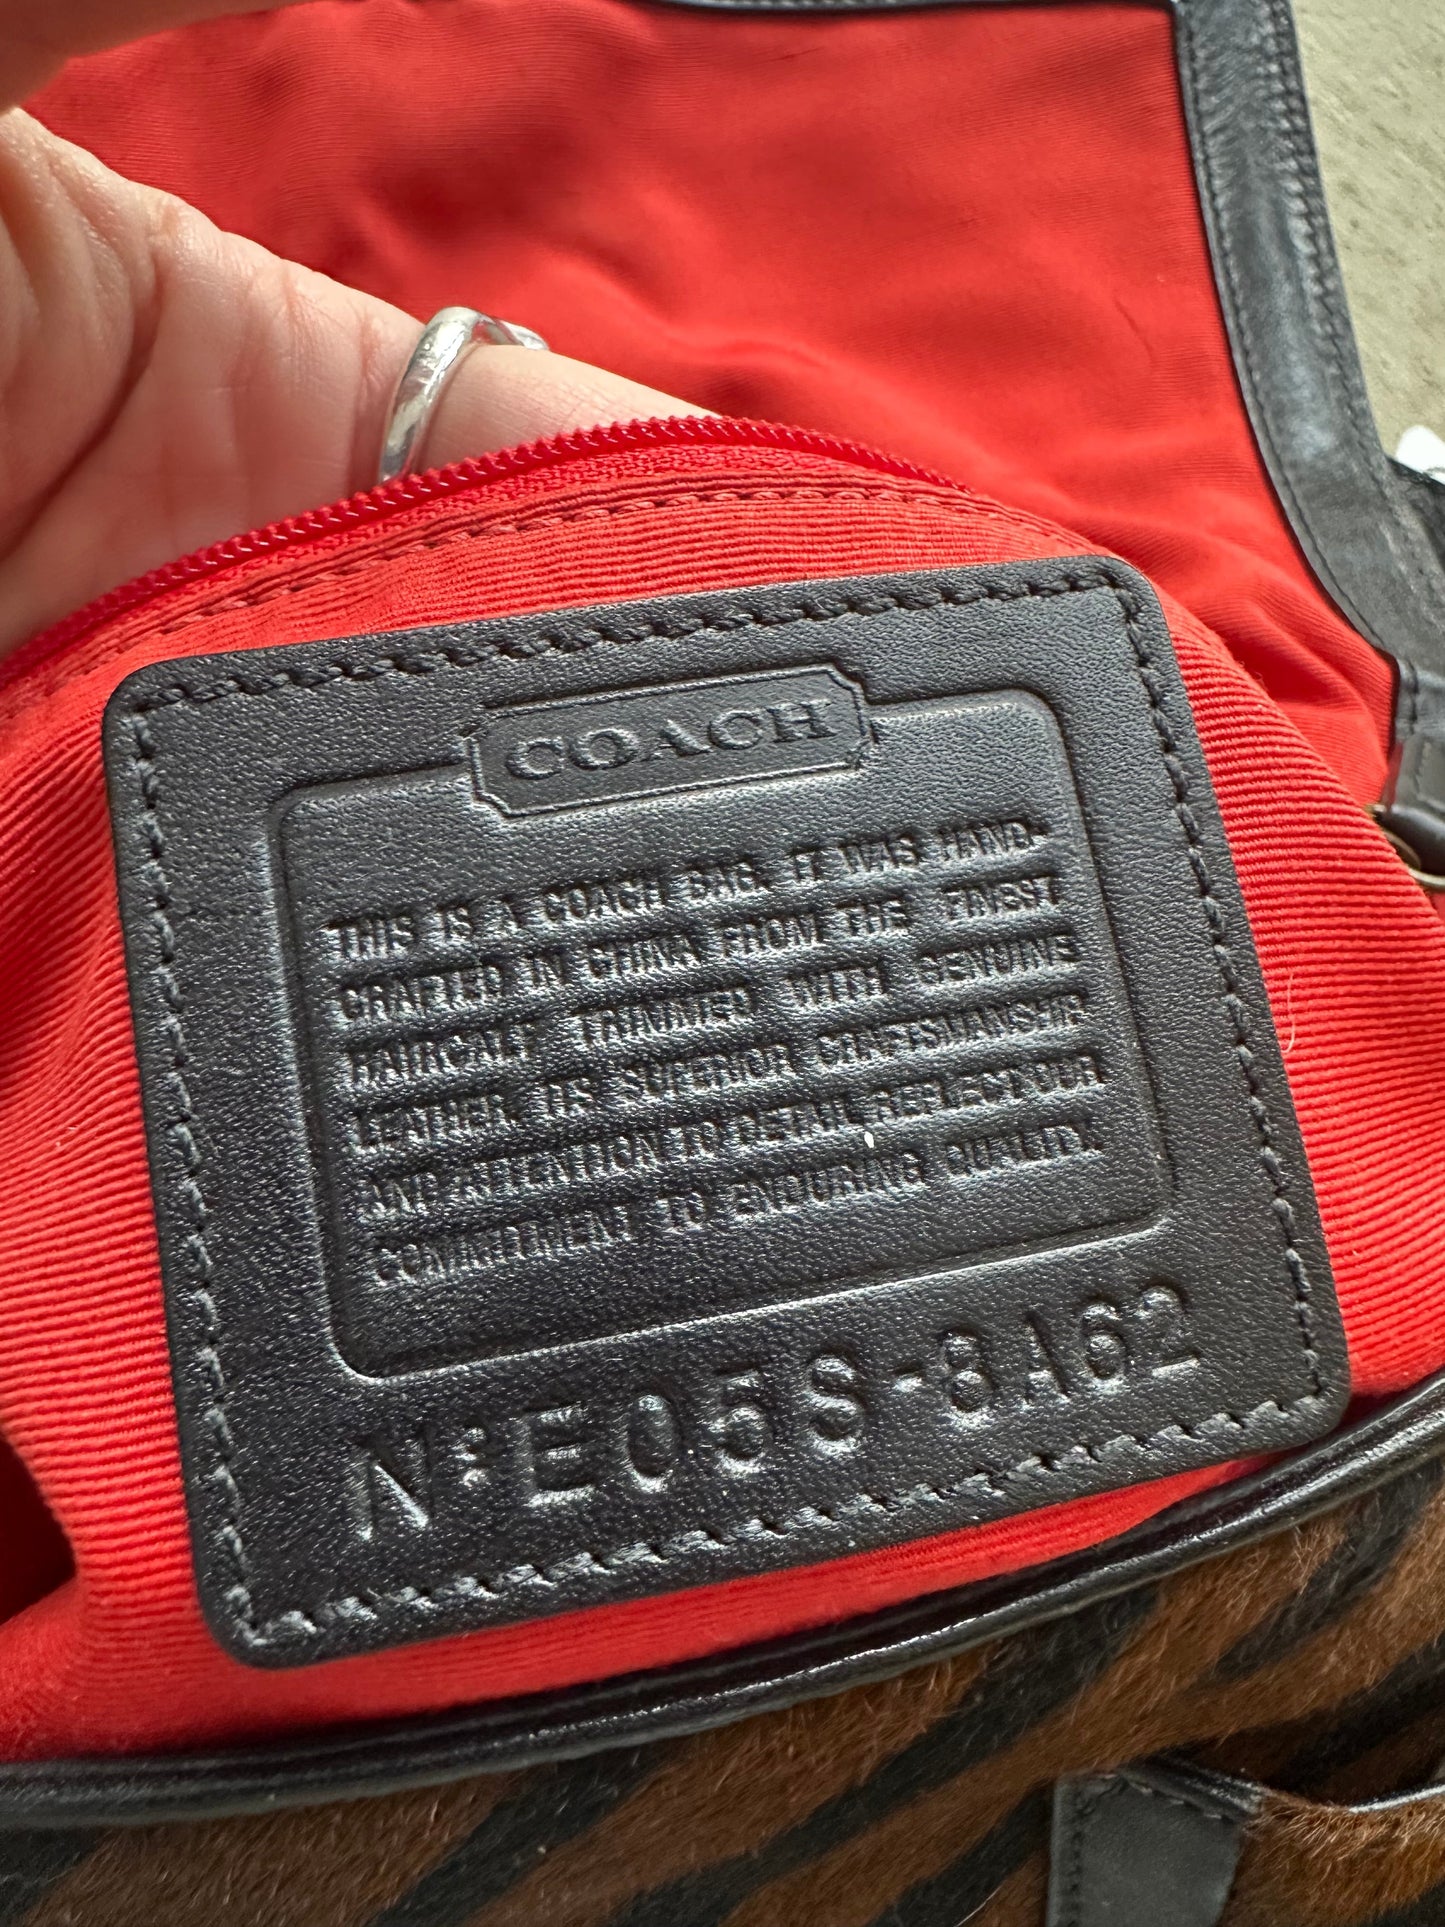 COACH
THIS IS A COACH BAG. IT WAS HAND-
CRAFTED IN CHINA FROM THE FINEST
HAIRCALF TRIMMED WITH GENUINE
LEATHER. ITS SUPERIOR CRAFTSMANSHIP
AND ATTENTION TO DETAIL REFLECT OUR
COMMITMENT TO ENDURING QUALITY.
Nº E05S-8A62